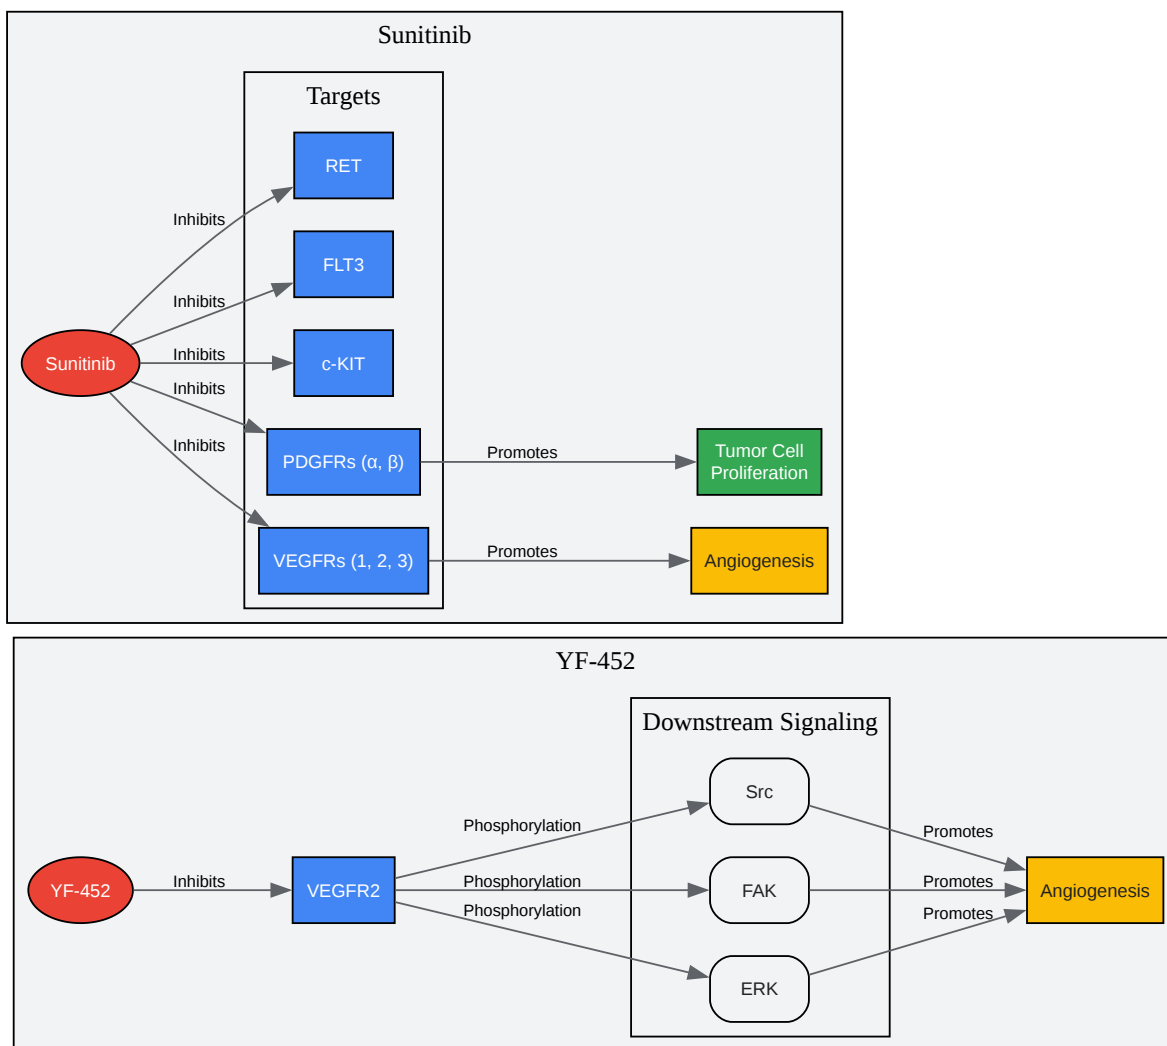 Sunitinib
Targets
RET
Inhibits
FLT3
Inhibits
Sunitinib
Inhibits
c-KIT
Inhibits
PDGFRs (α, β)
Promotes
Tumor Cell
Proliferation
Inhibits
VEGFRs (1, 2, 3)
Promotes
Angiogenesis
YF-452
Downstream Signaling
Src
Phosphorylation
Promotes
YF-452
Inhibits
VEGFR2
Phosphorylation
FAK
Promotes
Angiogenesis
Phosphorylation
Promotes
ERK